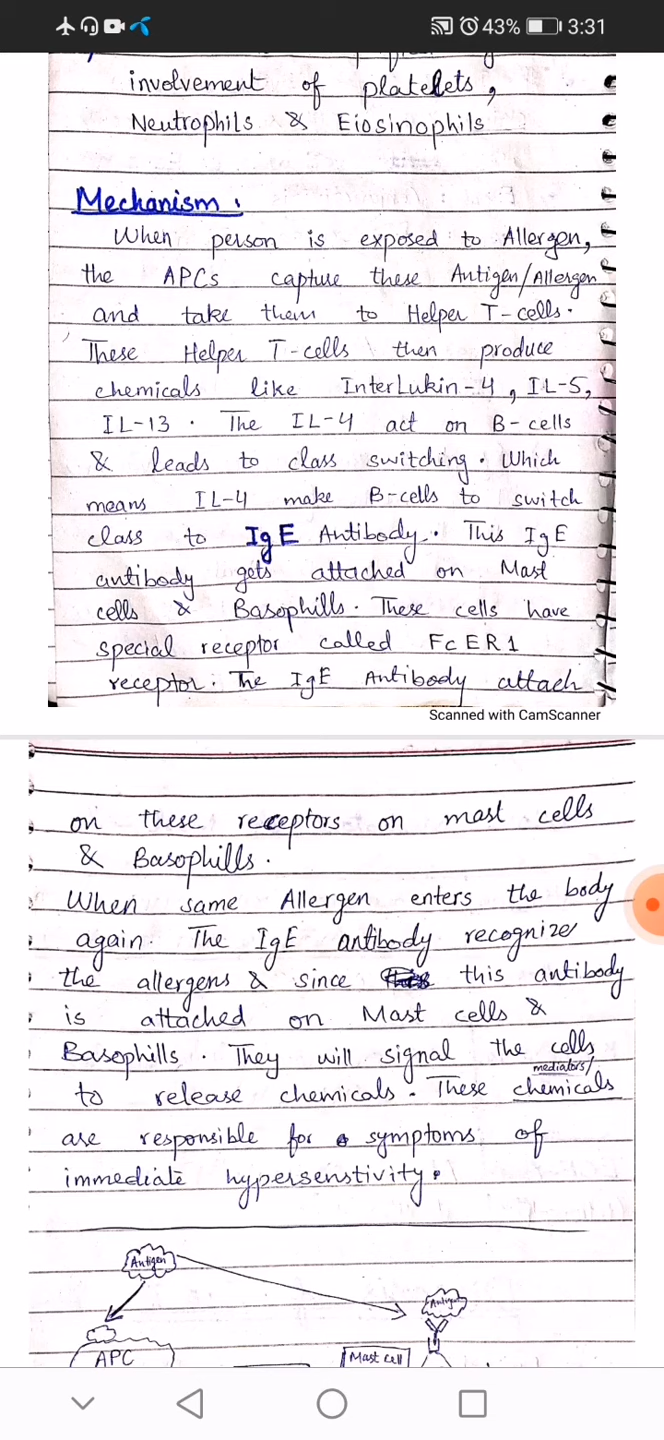 43% 3:31
involvement of platelets,
Neutrophils & Eiosinophils
Mechanism:
When person is exposed to Allergen,
the APCs capture these Antigen/Allergen
and take them to Helper T-cells.
These Helper T-cells then produce
chemicals like InterLukin-4, IL-5,
IL-13. The IL-4 act on B-cells
& leads to class switching. Which
means IL-4 make B-cells to switch
class to IgE Antibody. This IgE
antibody gets attached on Mast
cells & Basophills. These cells have
special receptor called FcER1
receptor. The IgE Antibody attach
Scanned with CamScanner
on these receptors on mast cells
& Basophills.
When same Allergen enters the body
again. The IgE antibody recognize
the allergens & since this antibody
is attached on Mast cells &
Basophills. They will signal the cells
mediators/
to release chemicals. These chemicals
are responsible for symptoms of
immediate hypersenstivity.
Antigen
Antigen
APC
Mast cell